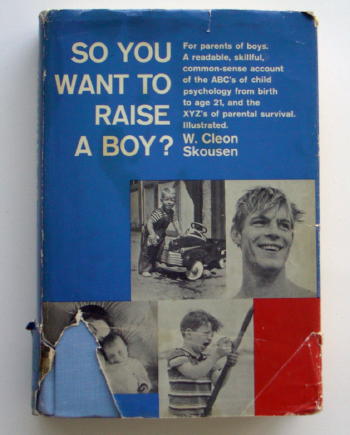 SO YOU
WANT TO
RAISE
A BOY?
For parents of boys.
A readable, skillful,
common-sense account
of the ABC's of child
psychology from birth
to age 21, and the
XYZ's of parental survival.
Illustrated.
W. Cleon
Skousen